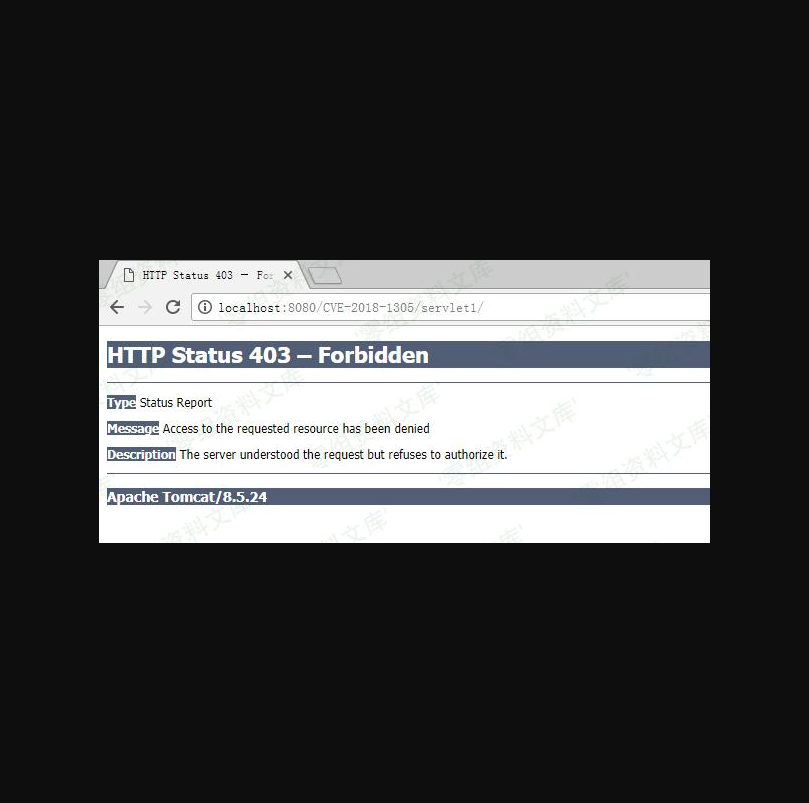 HTTP Status 403 — For
localhost:8080/CVE-2018-1305/servlet1/
HTTP Status 403 – Forbidden
Type Status Report
Message Access to the requested resource has been denied
Description The server understood the request but refuses to authorize it.
Apache Tomcat/8.5.24
'零组资料文库'